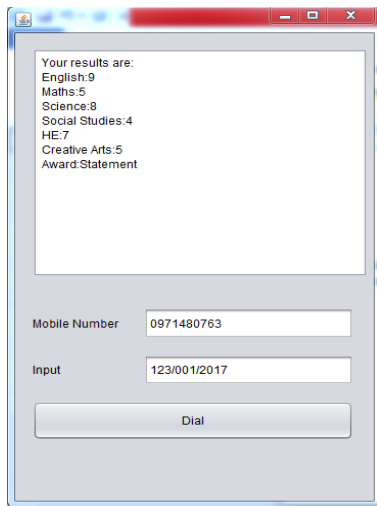 Your results are:
English:9
Maths:5
Science:8
Social Studies:4
HE:7
Creative Arts:5
Award:Statement
Mobile Number 0971480763
Input 123/001/2017
Dial